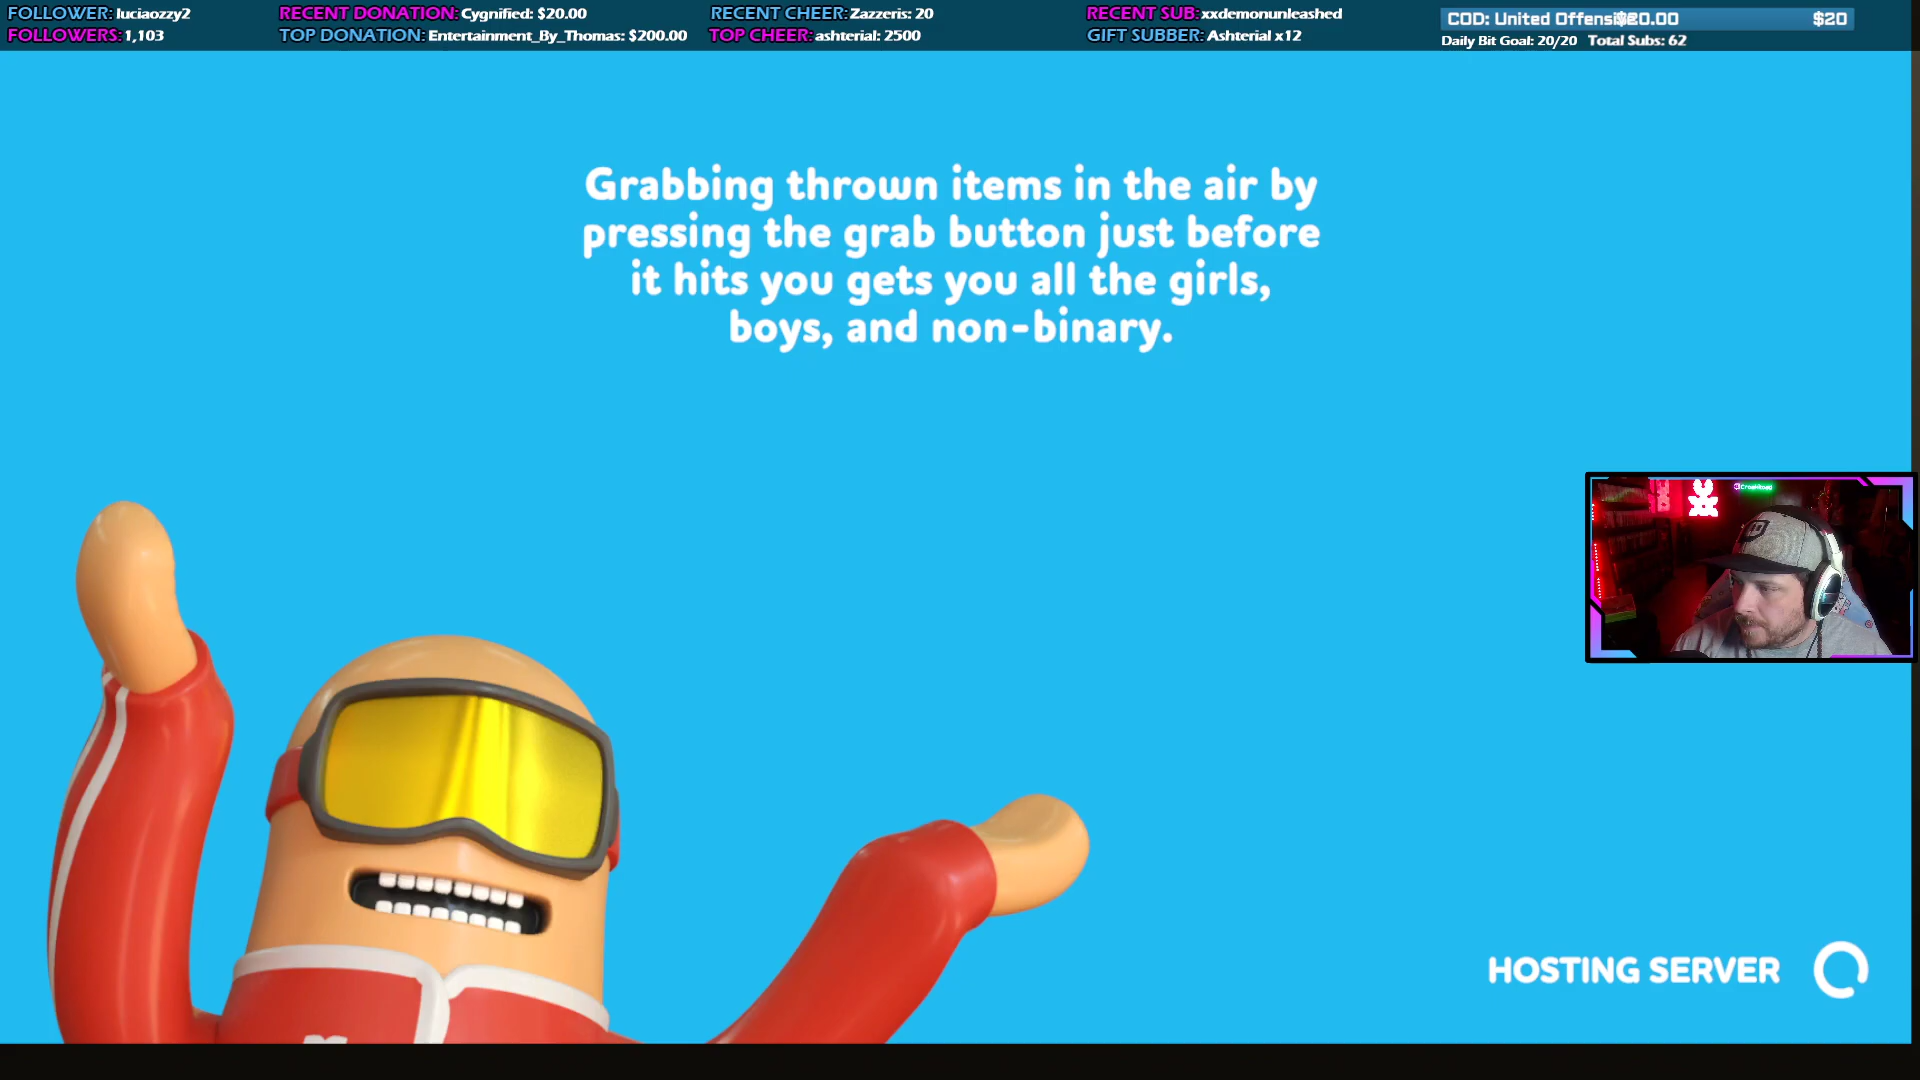 FOLLOWER: luciaozzy2
FOLLOWERS: 1,103
RECENT DONATION: Cygnified: $20.00
TOP DONATION: Entertainment_By_Thomas: $200.00
RECENT CHEER: Zazzeris: 20
TOP CHEER: ashterial: 2500
RECENT SUB: xxdemonunleashed
GIFT SUBBER: Ashterial x12
COD: United Offensi $20
Daily Bit Goal: 20/20 Total Subs: 62
Grabbing thrown items in the air by
pressing the grab button just before
it hits you gets you all the girls,
boys, and non-binary.
HOSTING SERVER